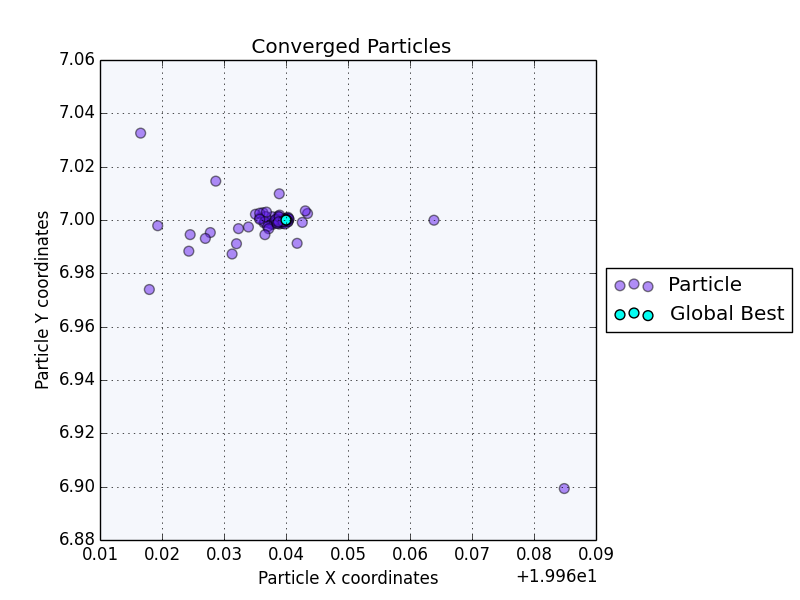 Converged Particles
Particle Y coordinates
7.06
7.04
7.02
7.00
6.98
6.96
6.94
6.92
6.90
6.88
0.01 0.02 0.03 0.04 0.05 0.06 0.07 0.08 0.09
+1.996e1
Particle X coordinates
Particle
Global Best